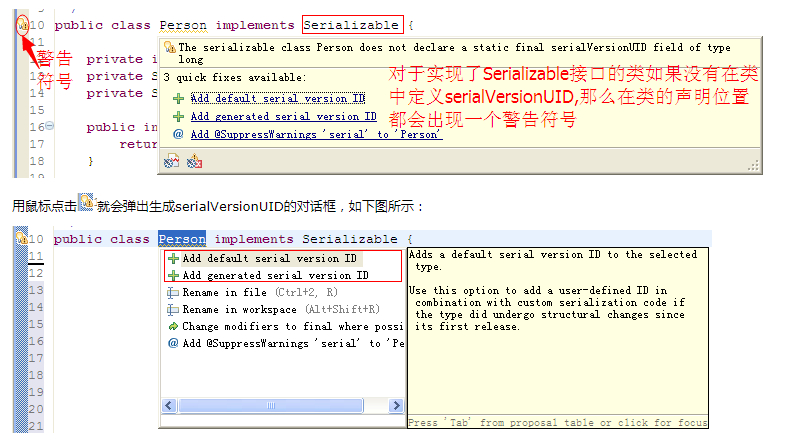 10 public class Person implements Serializable {
11
警告
符号
The serializable class Person does not declare a static final serialVersionUID field of type
long
3 quick fixes available:
Add default serial version ID
Add generated serial version ID
@ Add @SuppressWarnings 'serial' to 'Person'
对于实现了Serializable接口的类如果没有在类
中定义serialVersionUID,那么在类的声明位置
都会出现一个警告符号
private i
13 private S
14 private S
15
16 public in
17 retur
18 }
19
用鼠标点击就会弹出生成serialVersionUID的对话框，如下图所示：
10 public class Person implements Serializable {
11
12
13
14
15
16
17
18
19
20
21
Add default serial version ID
Add generated serial version ID
Rename in file (Ctrl+2, R)
Rename in workspace (Alt+Shift+R)
Change modifiers to final where possi
@ Add @SuppressWarnings 'serial' to 'Pe
Adds a default serial version ID to the selected
type.
Use this option to add a user-defined ID in
combination with custom serialization code if
the type did undergo structural changes since
its first release.
Press 'Tab' from proposal table or click for focus